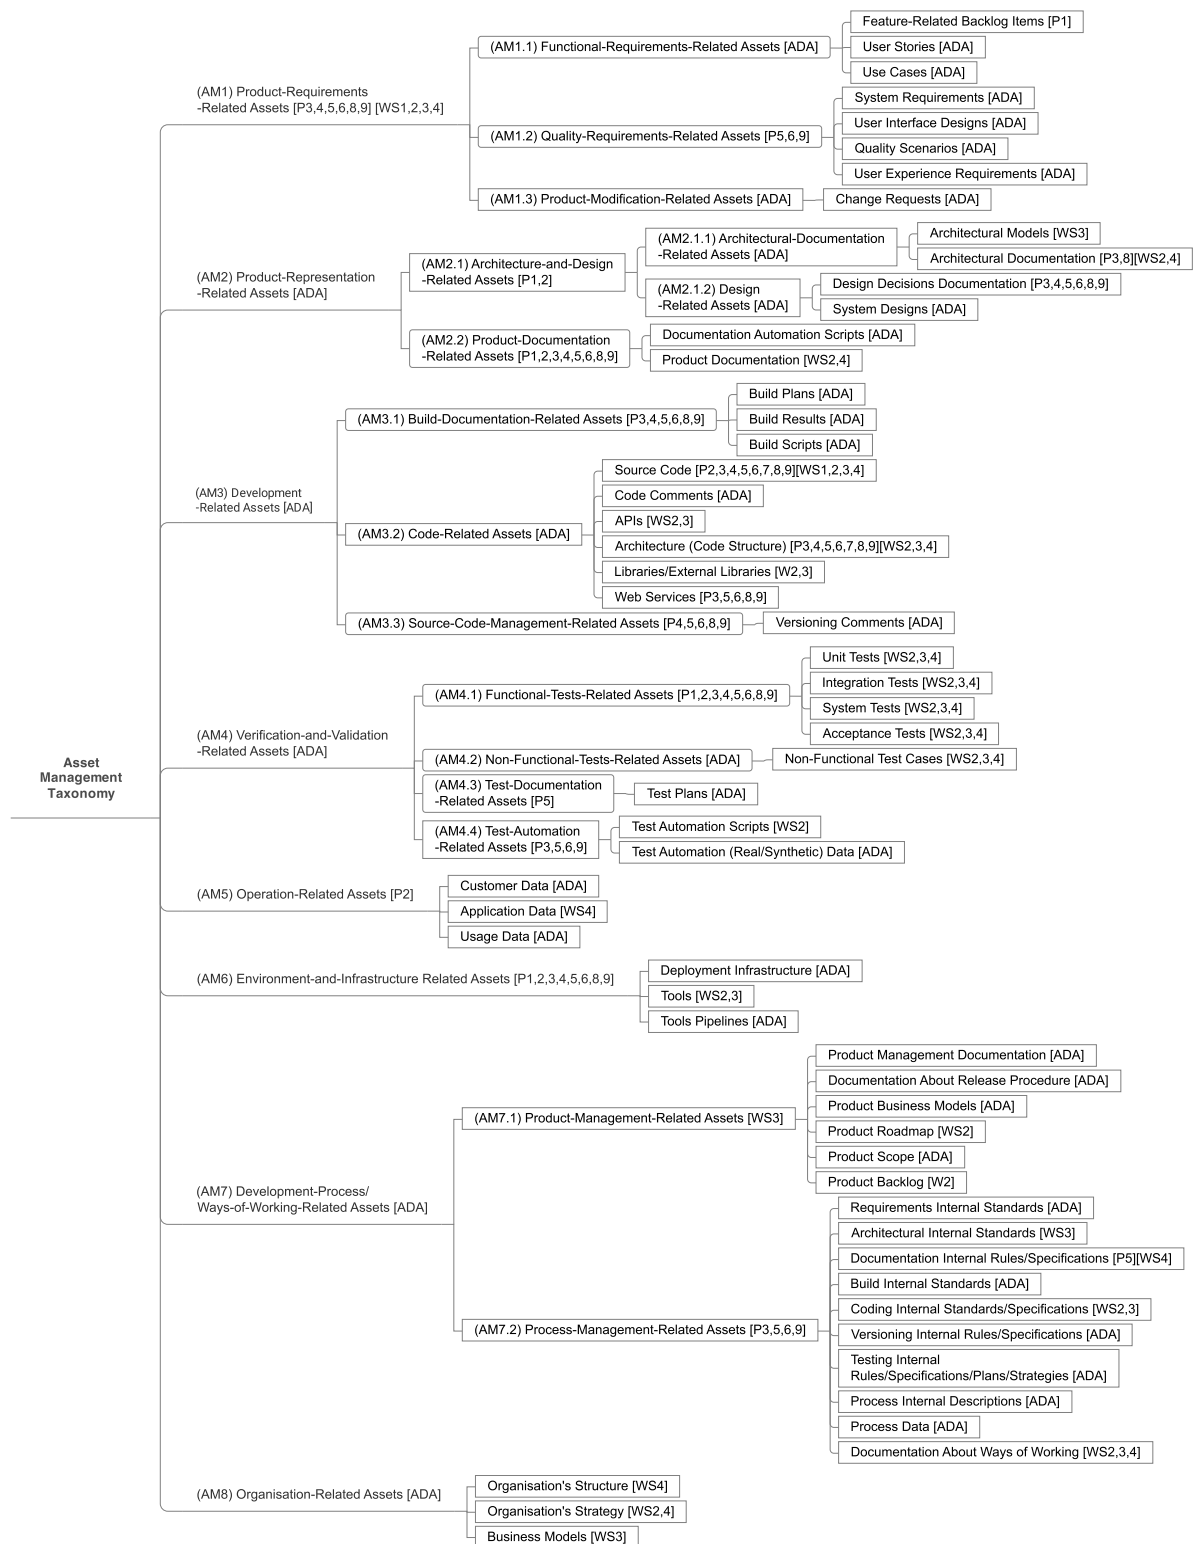 Asset
Management
Taxonomy
(AM1) Product-Requirements
-Related Assets [P3,4,5,6,8,9] [WS1,2,3,4]
(AM1.1) Functional-Requirements-Related Assets [ADA]
Feature-Related Backlog Items [P1]
User Stories [ADA]
Use Cases [ADA]
(AM1.2) Quality-Requirements-Related Assets [P5,6,9]
System Requirements [ADA]
User Interface Designs [ADA]
Quality Scenarios [ADA]
User Experience Requirements [ADA]
(AM1.3) Product-Modification-Related Assets [ADA]
Change Requests [ADA]
(AM2) Product-Representation
-Related Assets [ADA]
(AM2.1) Architecture-and-Design
-Related Assets [P1,2]
(AM2.1.1) Architectural-Documentation
-Related Assets [ADA]
Architectural Models [WS3]
Architectural Documentation [P3,8][WS2,4]
(AM2.1.2) Design
-Related Assets [ADA]
Design Decisions Documentation [P3,4,5,6,8,9]
System Designs [ADA]
(AM2.2) Product-Documentation
-Related Assets [P1,2,3,4,5,6,8,9]
Documentation Automation Scripts [ADA]
Product Documentation [WS2,4]
(AM3) Development
-Related Assets [ADA]
(AM3.1) Build-Documentation-Related Assets [P3,4,5,6,8,9]
Build Plans [ADA]
Build Results [ADA]
Build Scripts [ADA]
(AM3.2) Code-Related Assets [ADA]
Source Code [P2,3,4,5,6,7,8,9][WS1,2,3,4]
Code Comments [ADA]
APIs [WS2,3]
Architecture (Code Structure) [P3,4,5,6,7,8,9][WS2,3,4]
Libraries/External Libraries [W2,3]
Web Services [P3,5,6,8,9]
(AM3.3) Source-Code-Management-Related Assets [P4,5,6,8,9]
Versioning Comments [ADA]
(AM4) Verification-and-Validation
-Related Assets [ADA]
(AM4.1) Functional-Tests-Related Assets [P1,2,3,4,5,6,8,9]
Unit Tests [WS2,3,4]
Integration Tests [WS2,3,4]
System Tests [WS2,3,4]
Acceptance Tests [WS2,3,4]
(AM4.2) Non-Functional-Tests-Related Assets [ADA]
Non-Functional Test Cases [WS2,3,4]
(AM4.3) Test-Documentation
-Related Assets [P5]
Test Plans [ADA]
(AM4.4) Test-Automation
-Related Assets [P3,5,6,9]
Test Automation Scripts [WS2]
Test Automation (Real/Synthetic) Data [ADA]
(AM5) Operation-Related Assets [P2]
Customer Data [ADA]
Application Data [WS4]
Usage Data [ADA]
(AM6) Environment-and-Infrastructure Related Assets [P1,2,3,4,5,6,8,9]
Deployment Infrastructure [ADA]
Tools [WS2,3]
Tools Pipelines [ADA]
(AM7) Development-Process/
Ways-of-Working-Related Assets [ADA]
(AM7.1) Product-Management-Related Assets [WS3]
Product Management Documentation [ADA]
Documentation About Release Procedure [ADA]
Product Business Models [ADA]
Product Roadmap [WS2]
Product Scope [ADA]
Product Backlog [W2]
(AM7.2) Process-Management-Related Assets [P3,5,6,9]
Requirements Internal Standards [ADA]
Architectural Internal Standards [WS3]
Documentation Internal Rules/Specifications [P5][WS4]
Build Internal Standards [ADA]
Coding Internal Standards/Specifications [WS2,3]
Versioning Internal Rules/Specifications [ADA]
Testing Internal
Rules/Specifications/Plans/Strategies [ADA]
Process Internal Descriptions [ADA]
Process Data [ADA]
Documentation About Ways of Working [WS2,3,4]
(AM8) Organisation-Related Assets [ADA]
Organisation's Structure [WS4]
Organisation's Strategy [WS2,4]
Business Models [WS3]